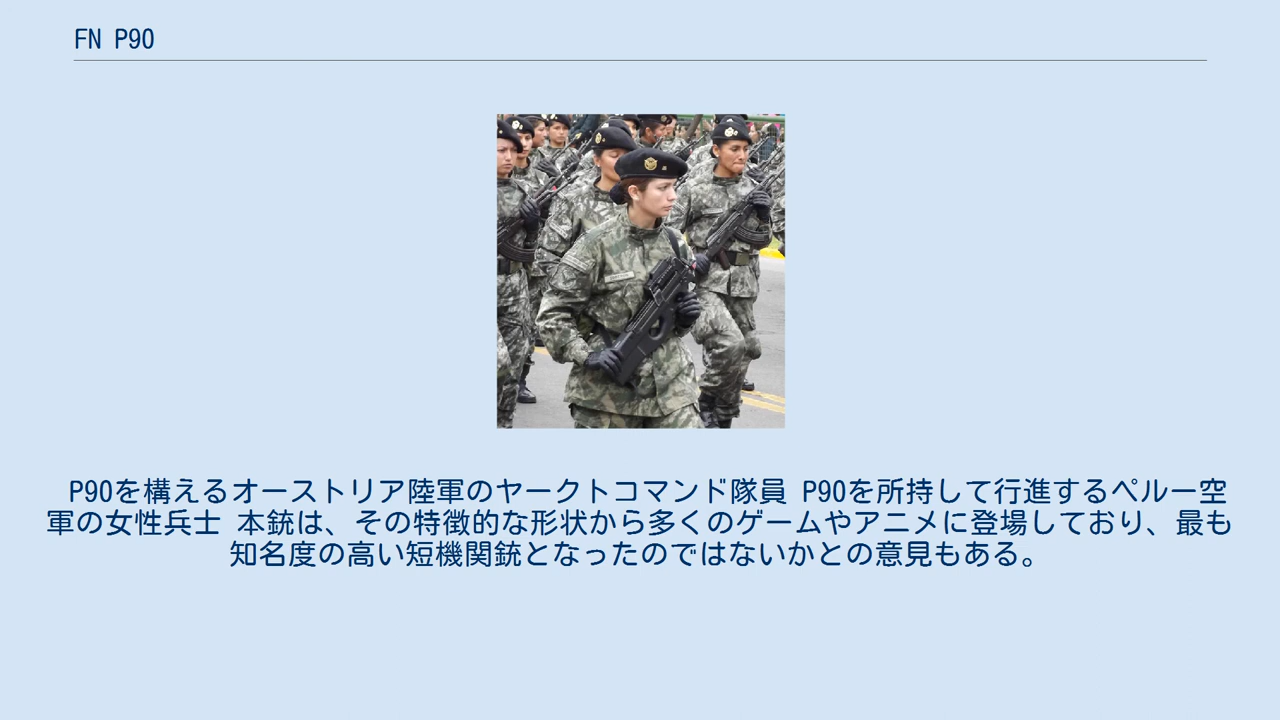 FN P90
P90を構えるオーストリア陸軍のヤークトコマンド隊員 P90を所持して行進するペルー空
軍の女性兵士 本銃は、その特徴的な形状から多くのゲームやアニメに登場しており、最も
知名度の高い短機関銃となったのではないかとの意見もある。